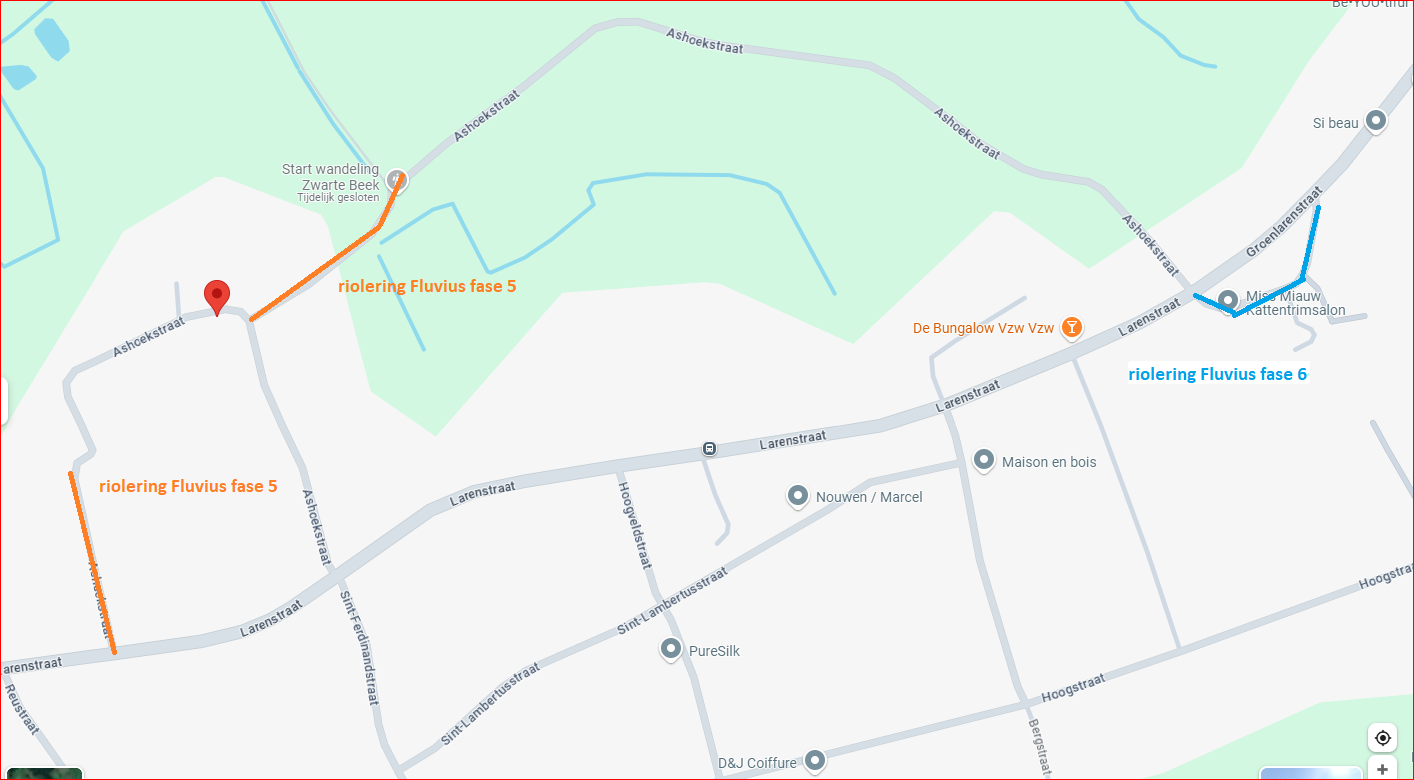 Be-YOU-tiful
Ashoekstraat
Ashoekstraat
Ashoekstraat
Si beau
Start wandeling
Zwarte Beek
Tijdelijk gesloten
Groenlarenstraat
Ashoekstraat
riolering Fluvius fase 5
Miss Miauw
Kattentrimsalon
Ashoekstraat
De Bungalow Vzw Vzw
Larenstraat
riolering Fluvius fase 6
Larenstraat
Larenstraat
Maison en bois
riolering Fluvius fase 5
Larenstraat
Nouwen / Marcel
Ashoekstraat
Hoogveldstraat
Ashoekstraat
Hoogstra
Sint-Lambertusstraat
Larenstraat
Sint-Ferdinandstraat
PureSilk
arenstraat
Hoogstraat
Reustraat
Sint-Lambertusstraat
Bergstraat
D&J Coiffure